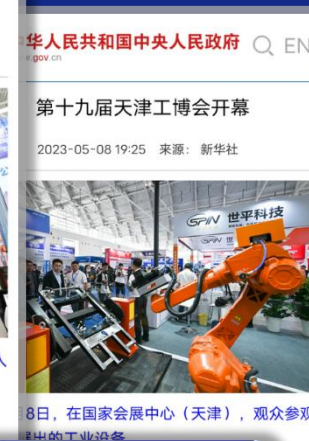 华人民共和国中央人民政府
EN
.gov.cn
第十九届天津工博会开幕
2023-05-08 19:25 来源： 新华社
SPIN 世平科技
SPIN 世
人
8日，在国家会展中心（天津），观众参观
展出的工业设备